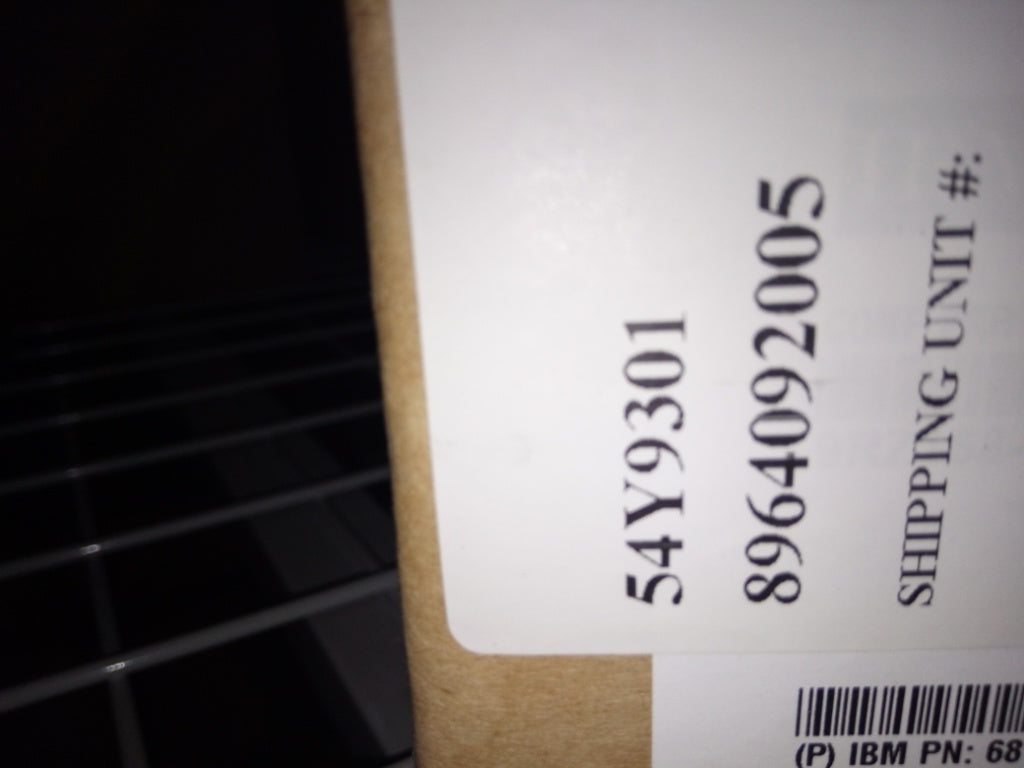 54Y9301
8964092005
SHIPPING UNIT #:
(P) IBM PN: 68